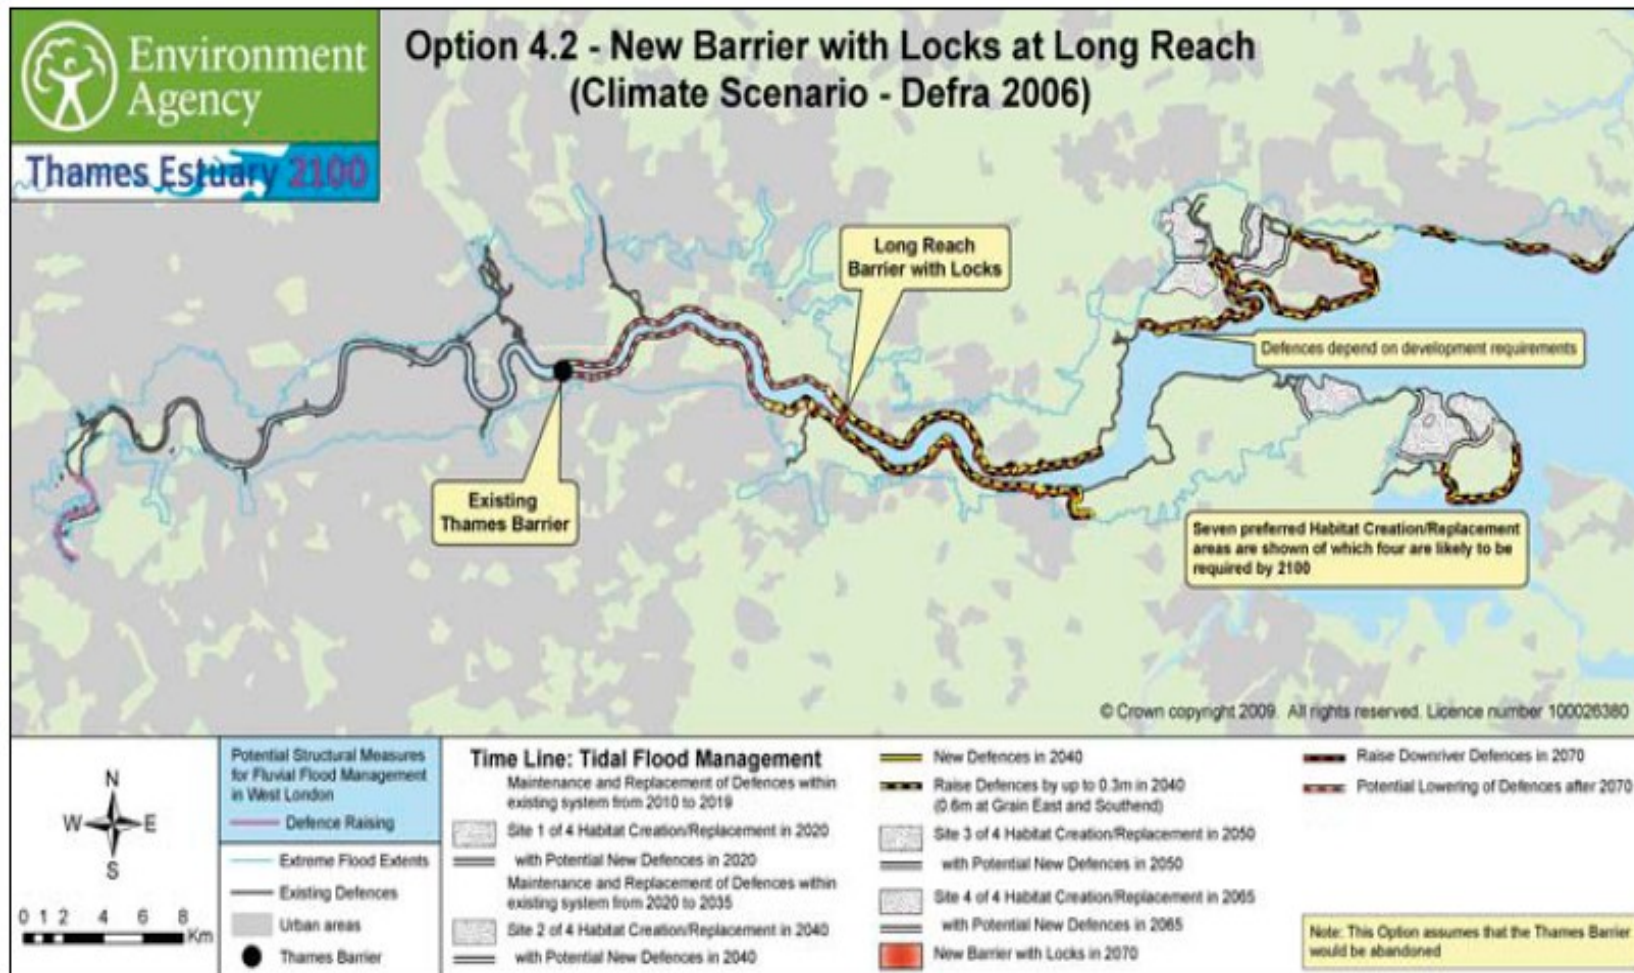 Environment
Agency
Thames Estuary 2100
Option 4.2 - New Barrier with Locks at Long Reach
(Climate Scenario - Defra 2006)
Long Reach
Barrier with Locks
Defences depend on development requirements
Existing
Thames Barrier
Seven preferred Habitat Creation/Replacement
areas are shown of which four are likely to be
required by 2100
© Crown copyright 2009. All rights reserved. Licence number 100026380
N
W
E
S
0 1 2 4 6 8
Km
Potential Structural Measures
for Fluvial Flood Management
in West London
Defence Raising
Extreme Flood Extents
Existing Defences
Urban areas
Thames Barrier
Time Line: Tidal Flood Management
Maintenance and Replacement of Defences within
existing system from 2010 to 2019
Site 1 of 4 Habitat Creation/Replacement in 2020
with Potential New Defences in 2020
Maintenance and Replacement of Defences within
existing system from 2020 to 2035
Site 2 of 4 Habitat Creation/Replacement in 2040
with Potential New Defences in 2040
New Defences in 2040
Raise Defences by up to 0.3m in 2040
(0.6m at Grain East and Southend)
Site 3 of 4 Habitat Creation/Replacement in 2050
with Potential New Defences in 2050
Site 4 of 4 Habitat Creation/Replacement in 2065
with Potential New Defences in 2065
New Barrier with Locks in 2070
Raise Downriver Defences in 2070
Potential Lowering of Defences after 2070
Note: This Option assumes that the Thames Barrier
would be abandoned